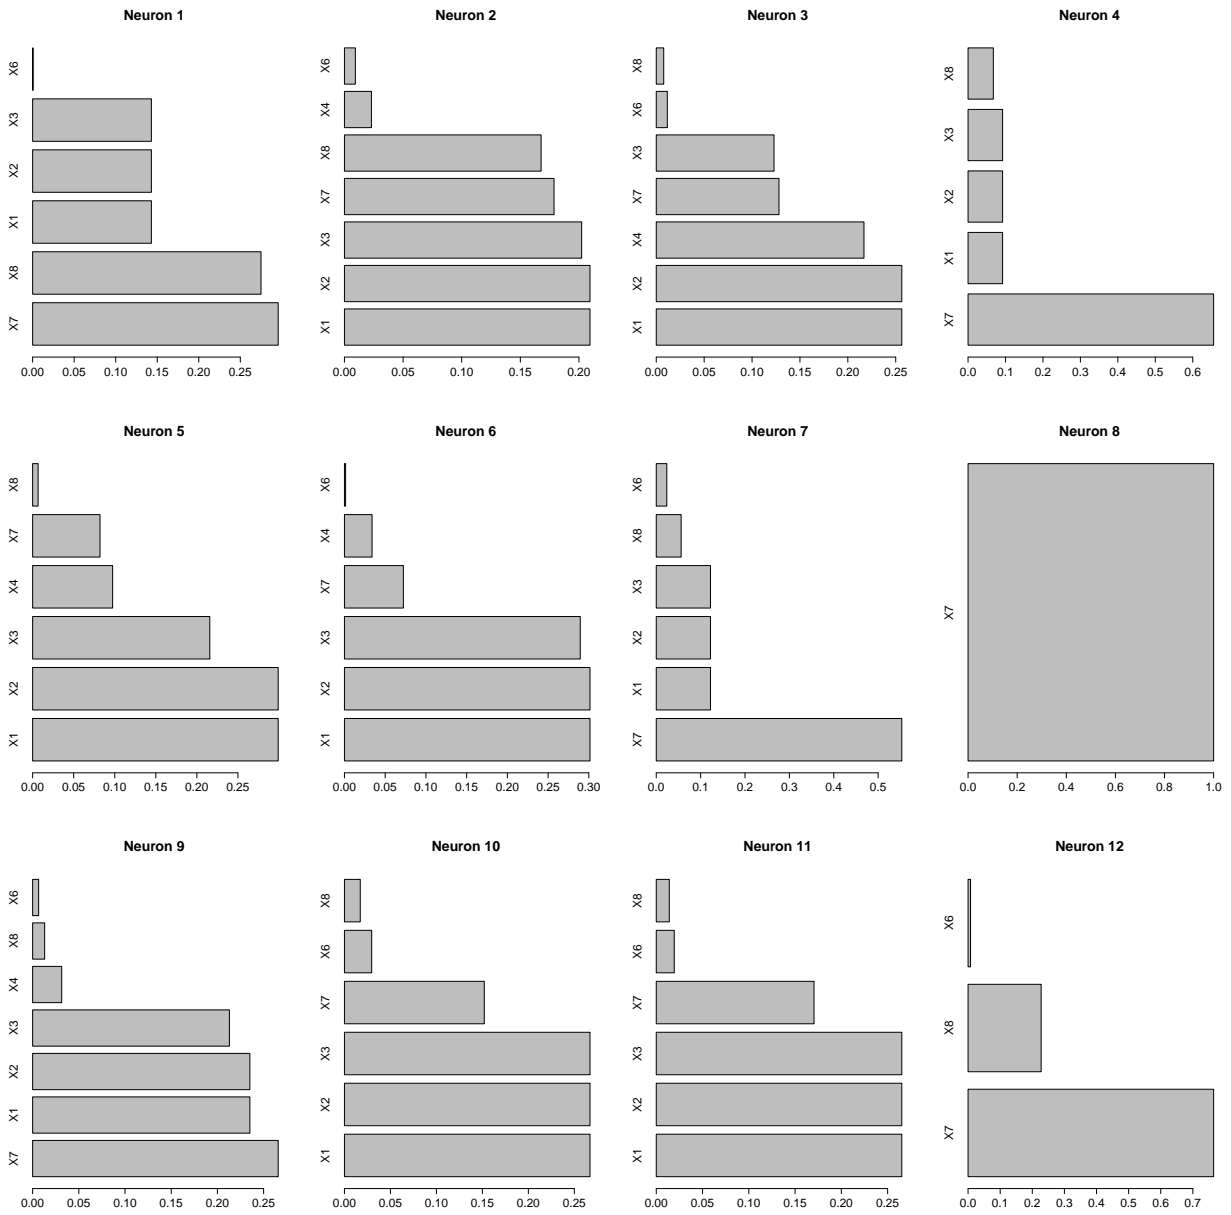 Neuron 1
X6
X3
X2
X1
X8
X7
0.00 0.05 0.10 0.15 0.20 0.25
Neuron 2
X6
X4
X8
X7
X3
X2
X1
0.00 0.05 0.10 0.15 0.20
Neuron 3
X8
X6
X3
X7
X4
X2
X1
0.00 0.05 0.10 0.15 0.20 0.25
Neuron 4
X8
X3
X2
X1
X7
0.0 0.1 0.2 0.3 0.4 0.5 0.6
Neuron 5
X8
X7
X4
X3
X2
X1
0.00 0.05 0.10 0.15 0.20 0.25
Neuron 6
X6
X4
X7
X3
X2
X1
0.00 0.05 0.10 0.15 0.20 0.25 0.30
Neuron 7
X6
X8
X3
X2
X1
X7
0.0 0.1 0.2 0.3 0.4 0.5
Neuron 8
X7
0.0 0.2 0.4 0.6 0.8 1.0
Neuron 9
X6
X8
X4
X3
X2
X1
X7
0.00 0.05 0.10 0.15 0.20 0.25
Neuron 10
X8
X6
X7
X3
X2
X1
0.00 0.05 0.10 0.15 0.20 0.25
Neuron 11
X8
X6
X7
X3
X2
X1
0.00 0.05 0.10 0.15 0.20 0.25
Neuron 12
X6
X8
X7
0.0 0.1 0.2 0.3 0.4 0.5 0.6 0.7